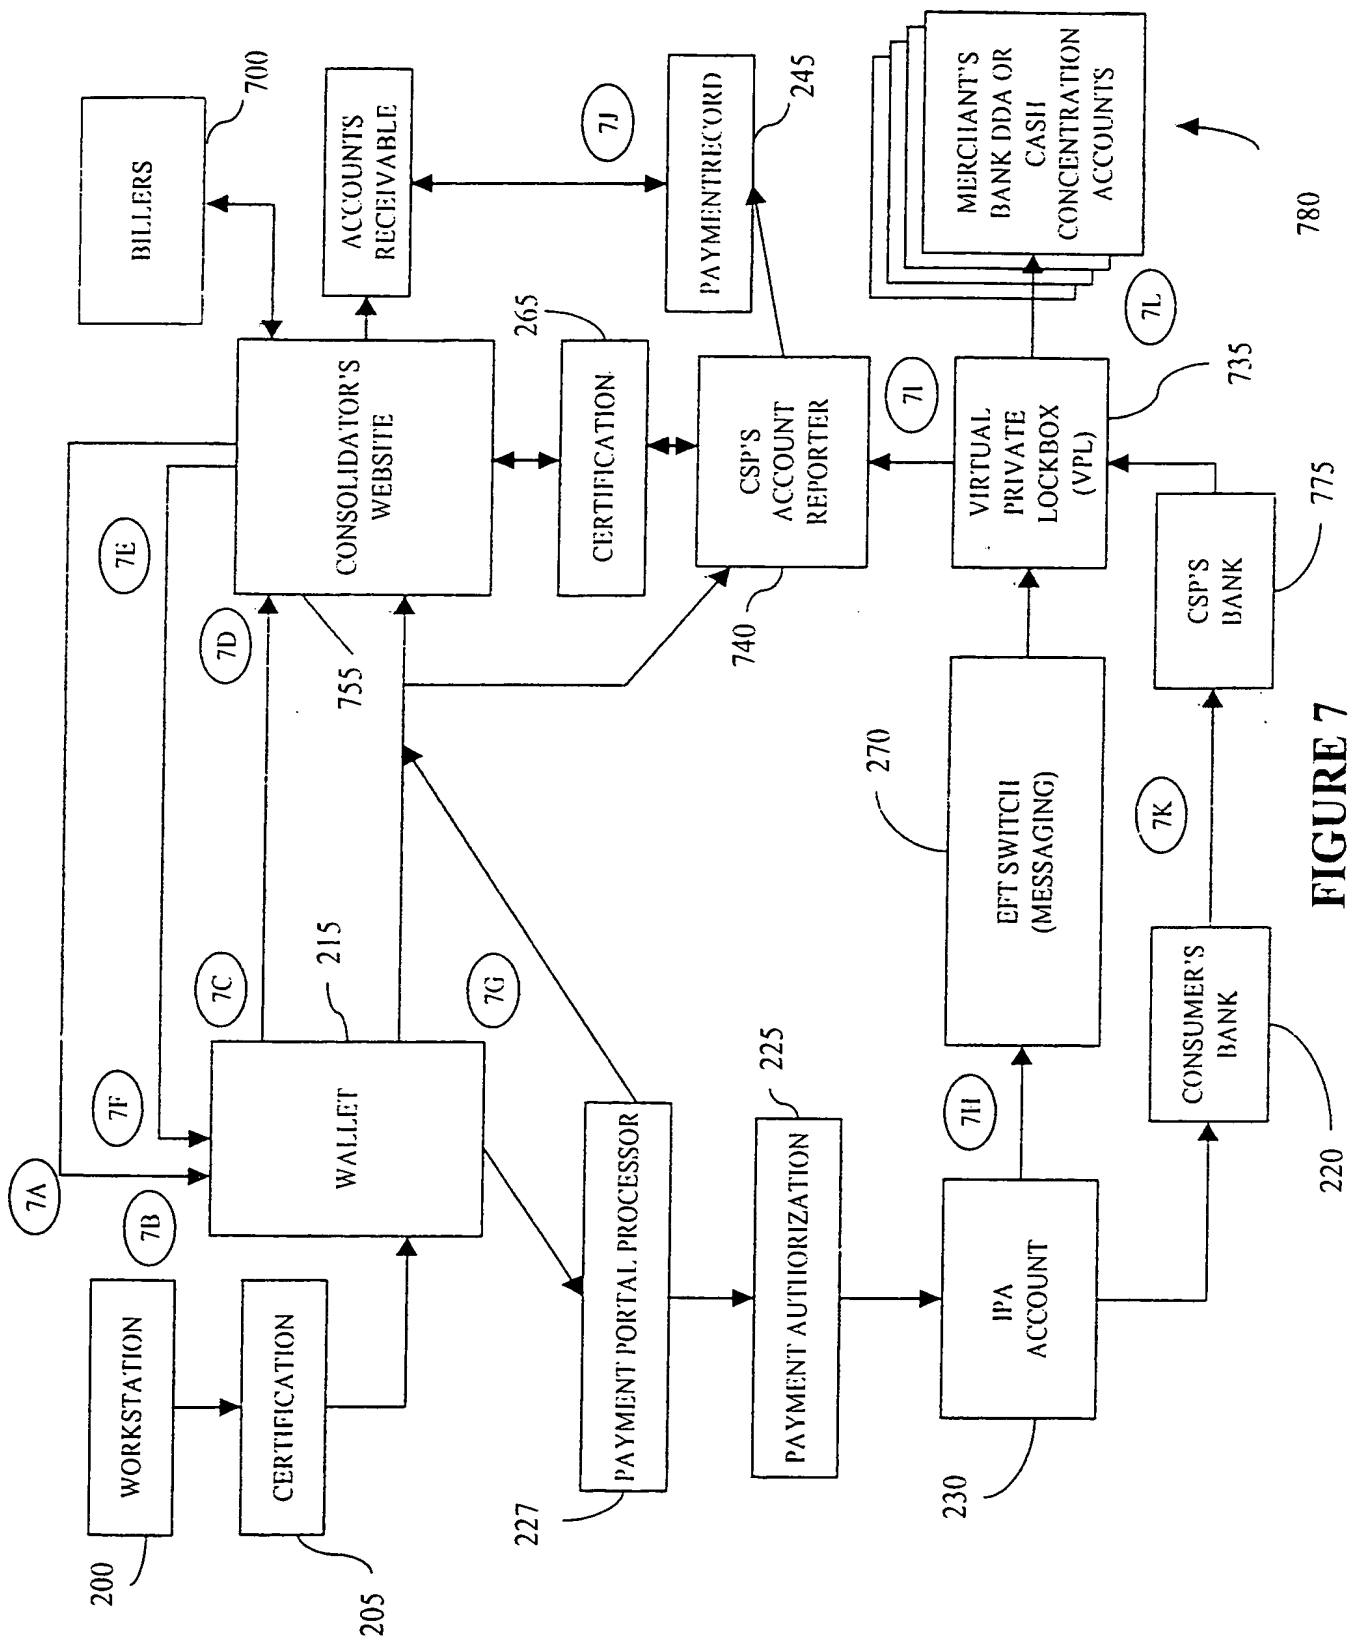 200
WORKSTATION
205
CERTIFICATION
7A
7B
7F
7E
WALLET
215
7C
7D
755
CONSOLIDATOR'S
WEBSITE
BILLERS
700
ACCOUNTS
RECEIVABLE
7J
PAYMENTRECORD
245
CERTIFICATION
265
CSP'S
ACCOUNT
REPORTER
740
7G
227
PAYMENT PORTAL PROCESSOR
PAYMENT AUTHORIZATION
225
230
IPA
ACCOUNT
7H
EFT SWITCH
(MESSAGING)
270
7I
VIRTUAL
PRIVATE
LOCKBOX
(VPL)
735
7L
MERCHANT'S
BANK DDA OR
CASH
CONCENTRATION
ACCOUNTS
780
CONSUMER'S
BANK
220
7K
CSP'S
BANK
775
FIGURE 7